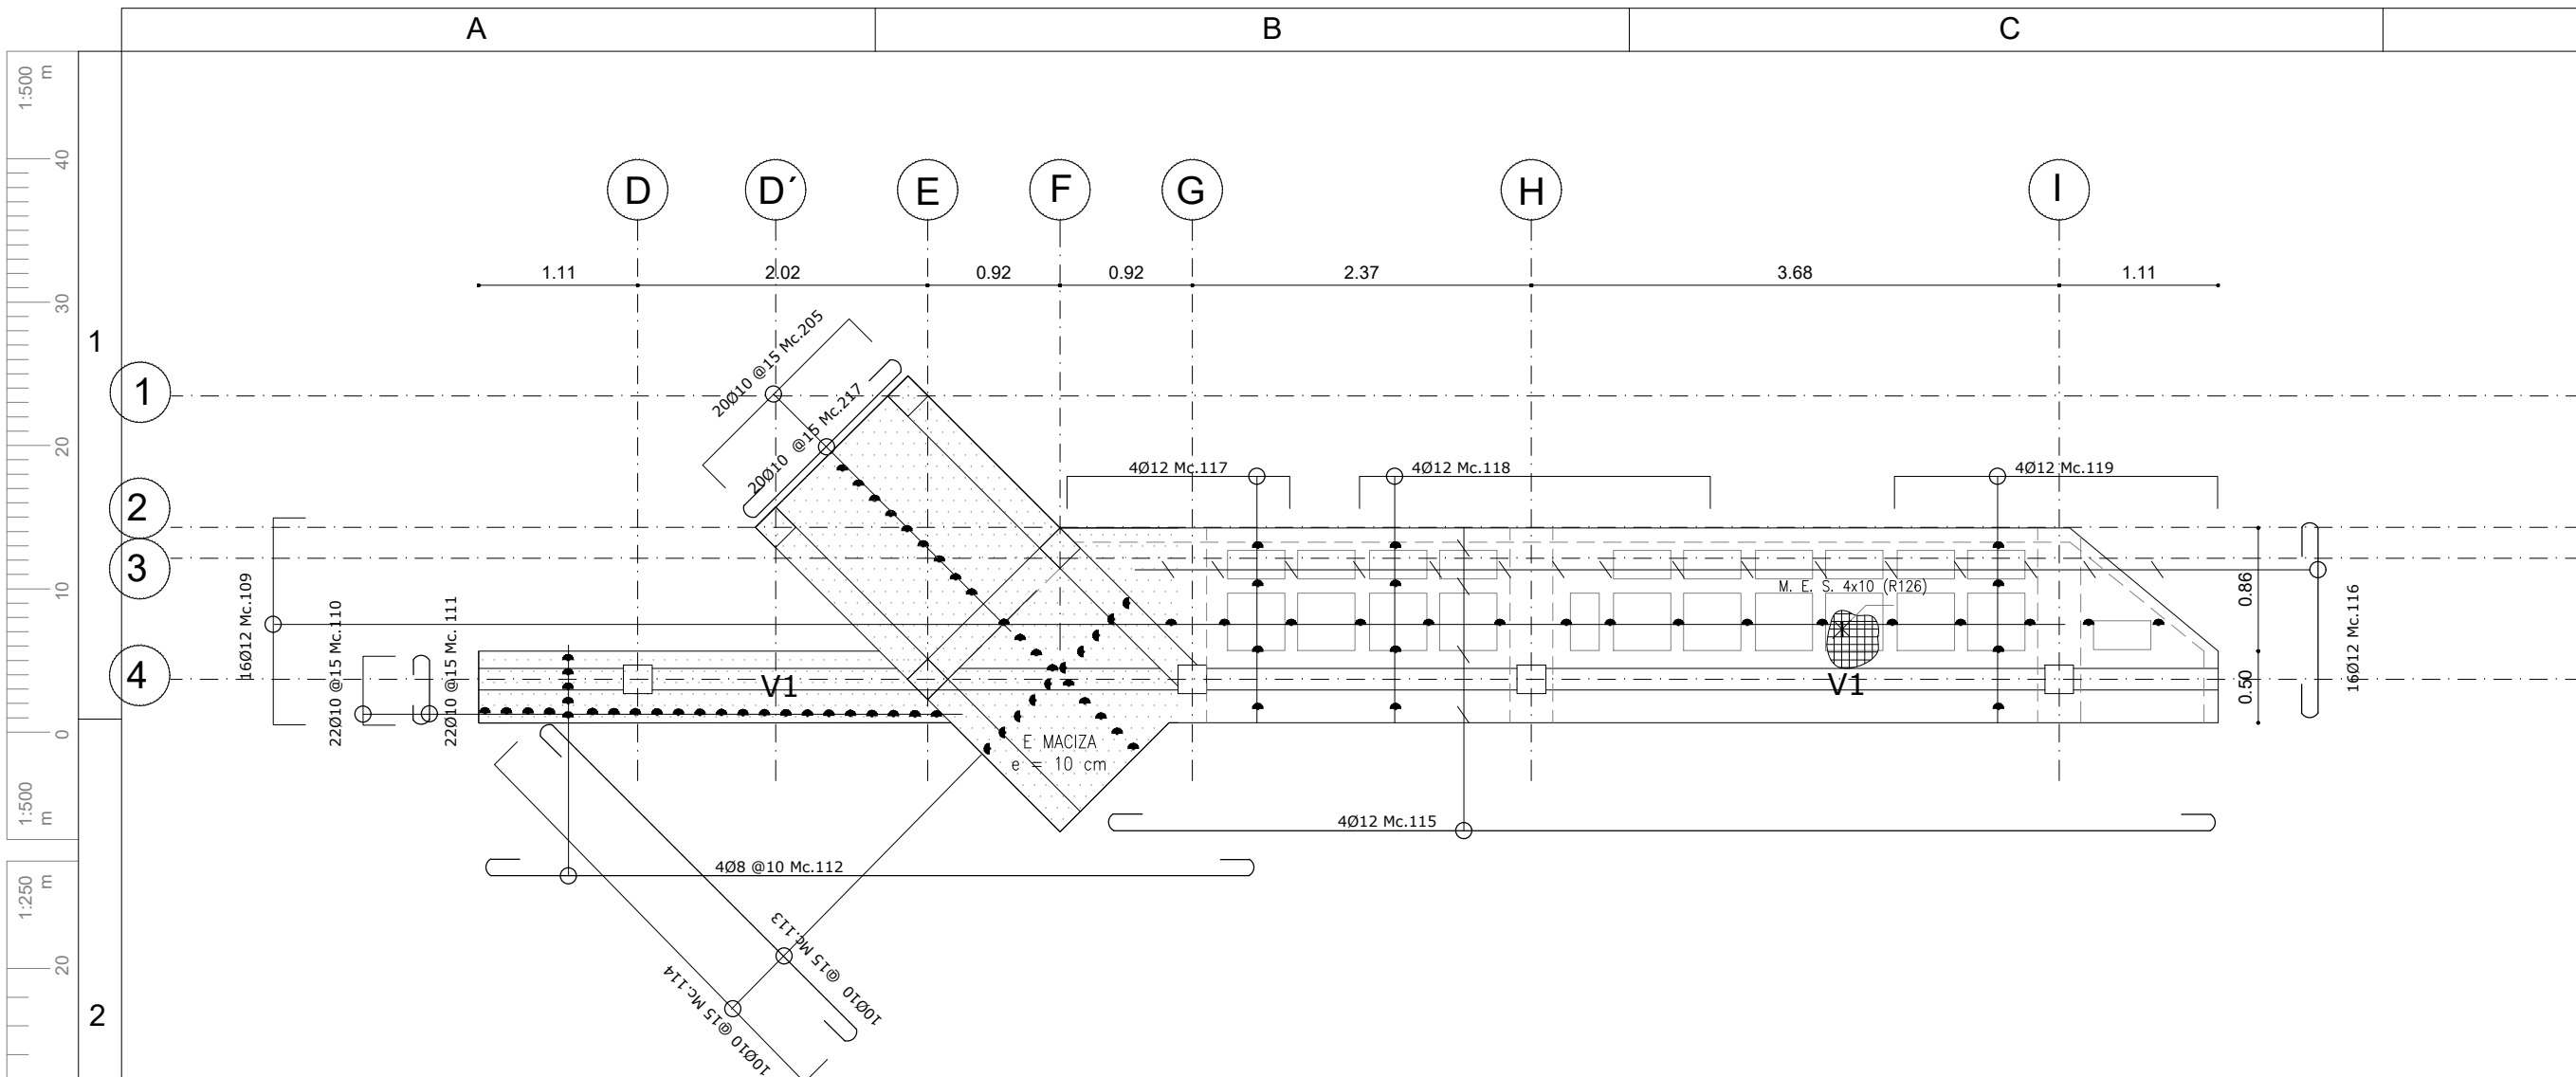 A
B
C
1:500
m
40
30
20
10
0
1:500
m
1:250
m
20
1
2
D
D´
E
F
G
H
I
1.11
2.02
0.92
0.92
2.37
3.68
1.11
1
2
3
4
20Ø10 @15 Mc.205
20Ø10 @15 Mc.217
4Ø12 Mc.117
4Ø12 Mc.118
4Ø12 Mc.119
16Ø12 Mc.109
22Ø10 @15 Mc.110
22Ø10 @15 Mc. 111
M. E. S. 4x10 (R126)
0.86
0.50
16Ø12 Mc.116
V1
V1
E MACIZA
e = 10 cm
4Ø12 Mc.115
4Ø8 @10 Mc.112
10Ø10 @15 Mc.113
10Ø10 @15 Mc.114